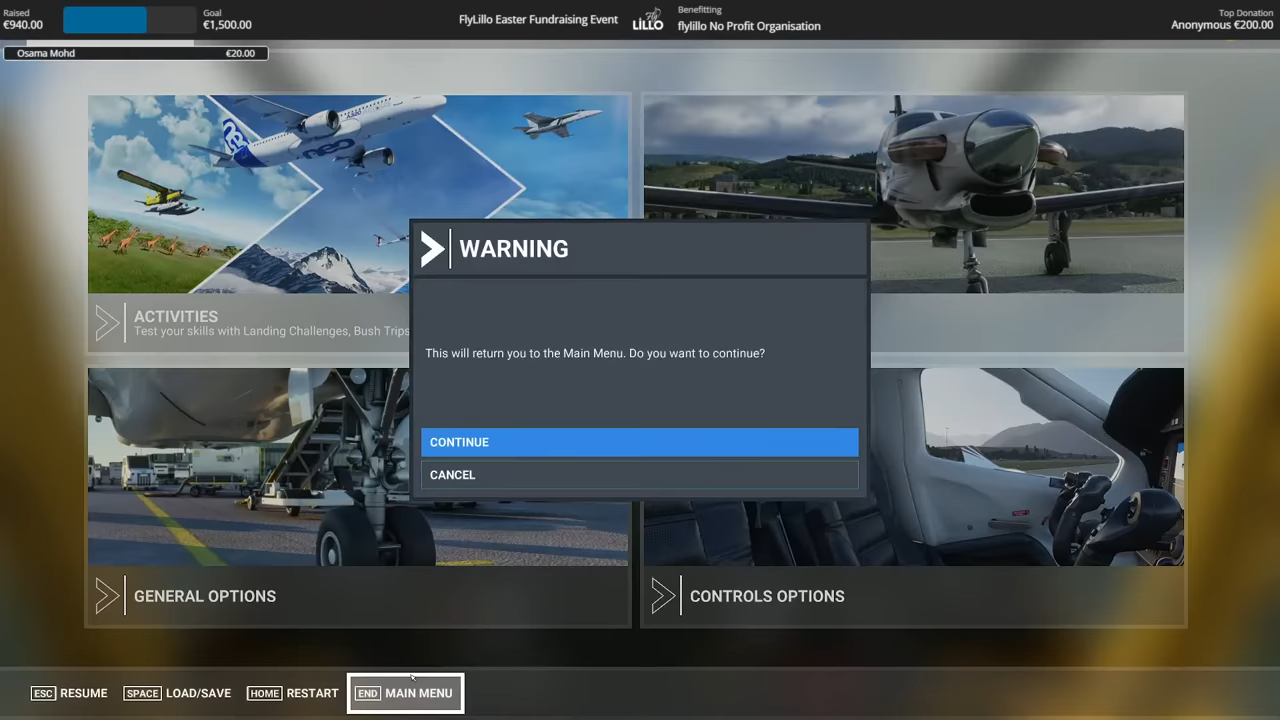 Raised
€940.00
Goal
€1,500.00
FlyLillo Easter Fundraising Event
Fly
LILLO
Benefitting
flylillo No Profit Organisation
Top Donation
Anonymous €200.00
Osama Mohd €20.00
ACTIVITIES
Test your skills with Landing Challenges, Bush Trips
WARNING
This will return you to the Main Menu. Do you want to continue?
CONTINUE
CANCEL
GENERAL OPTIONS
CONTROLS OPTIONS
ESC RESUME
SPACE LOAD/SAVE
HOME RESTART
END MAIN MENU